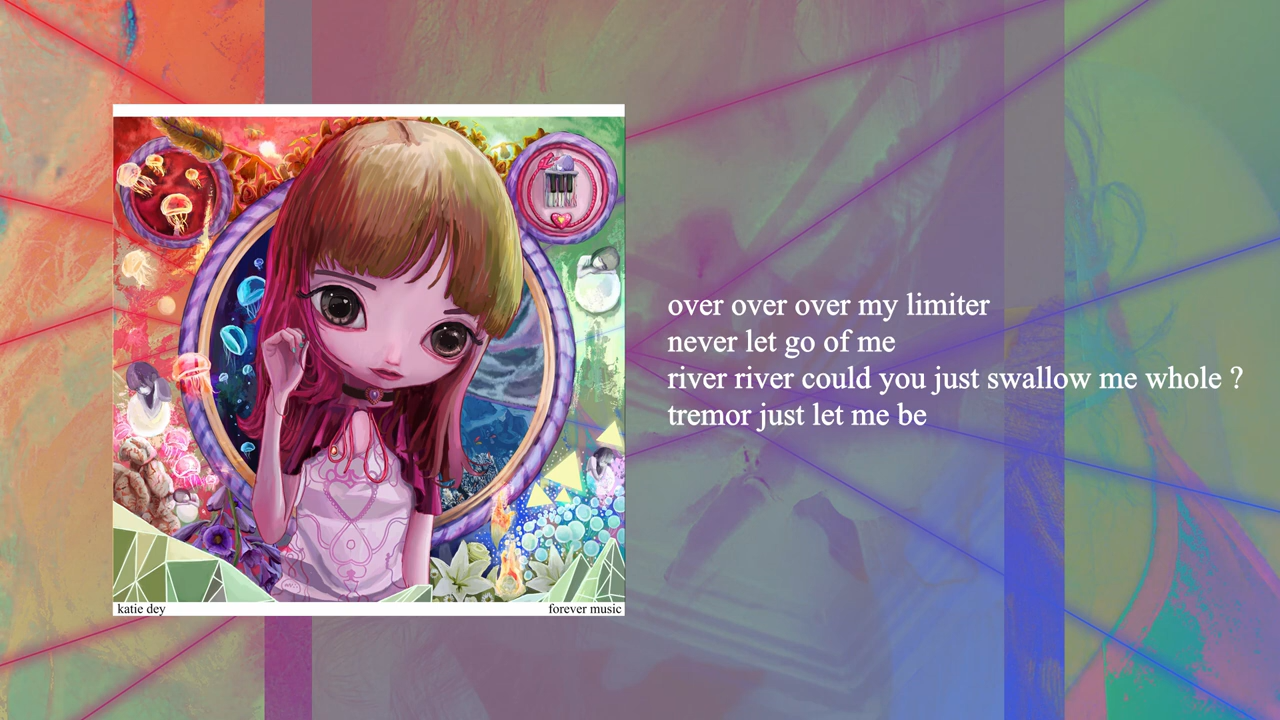 over over over my limiter
never let go of me
river river could you just swallow me whole ?
tremor just let me be
katie dey
forever music